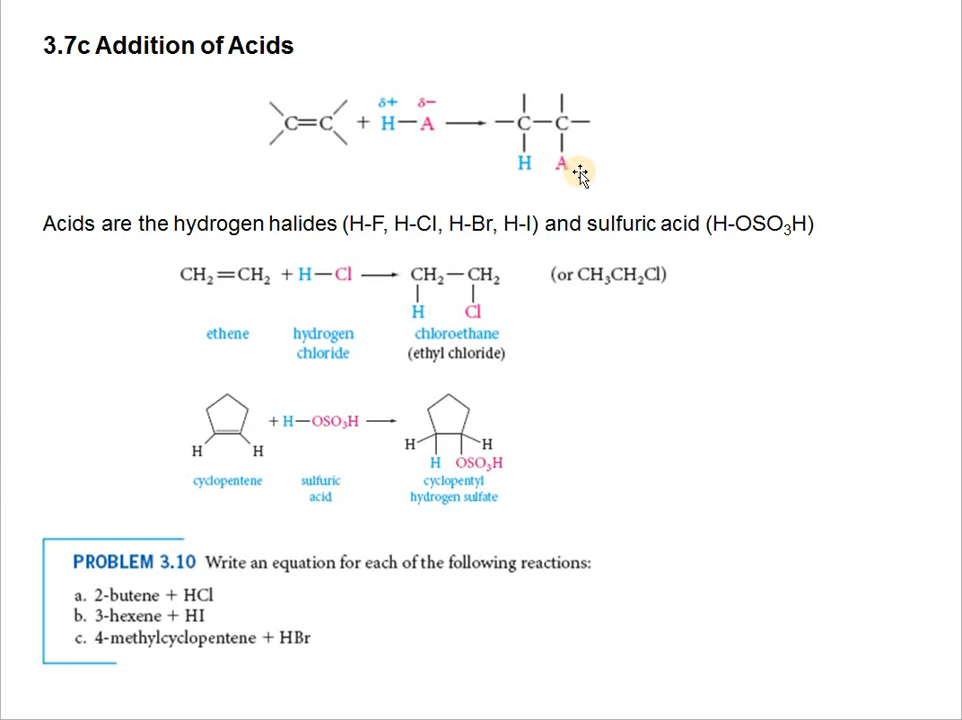 3.7c Addition of Acids
δ+ δ−
C=C + H—A —C—C—
H A
Acids are the hydrogen halides (H-F, H-Cl, H-Br, H-I) and sulfuric acid (H-OSO₃H)
CH₂=CH₂ + H—Cl CH₂—CH₂ (or CH₃CH₂Cl)
H Cl
ethene hydrogen chloroethane
chloride (ethyl chloride)
+ H—OSO₃H
H H H H
H OSO₃H
cyclopentene sulfuric cyclopentyl
acid hydrogen sulfate
PROBLEM 3.10 Write an equation for each of the following reactions:
a. 2-butene + HCl
b. 3-hexene + HI
c. 4-methylcyclopentene + HBr